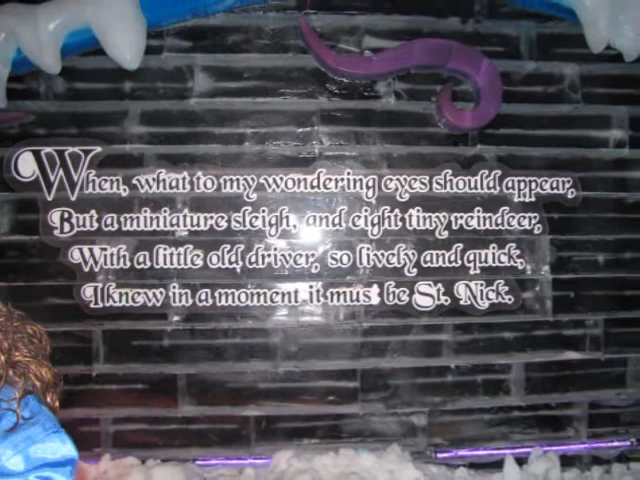 When, what to my wondering eyes should appear,
But a miniature sleigh, and eight tiny reindeer,
With a little old driver, so lively and quick,
I knew in a moment it must be St. Nick.